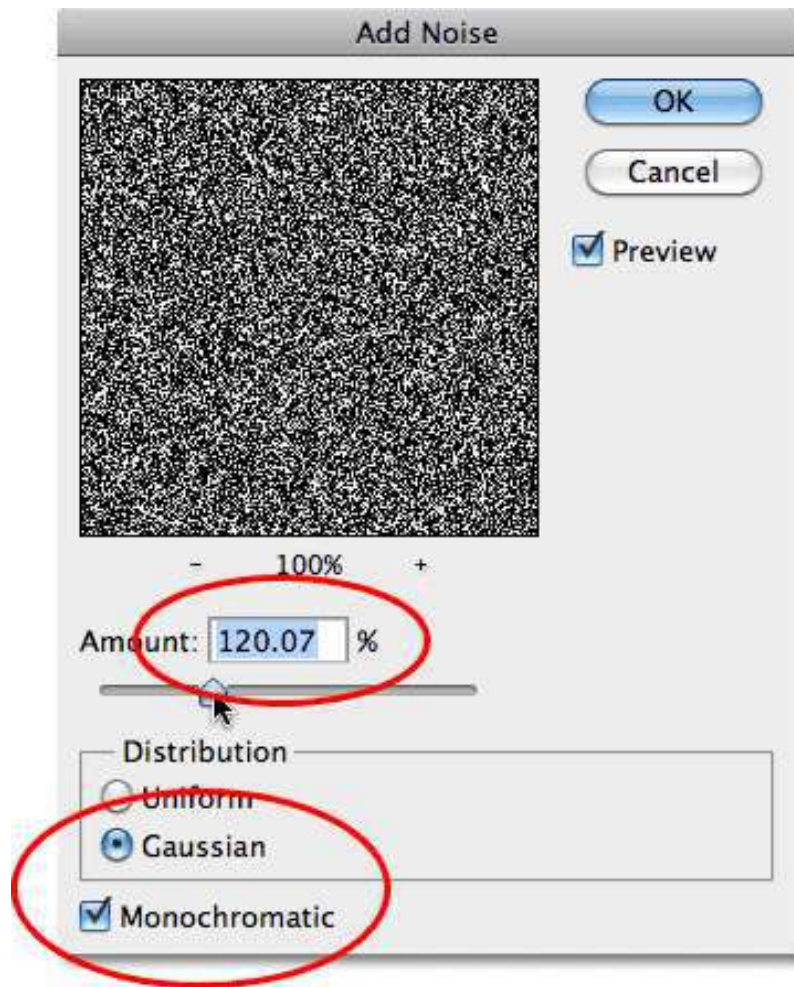 Add Noise
OK
Cancel
Preview
- 100% +
Amount: 120.07 %
Distribution
Uniform
Gaussian
Monochromatic